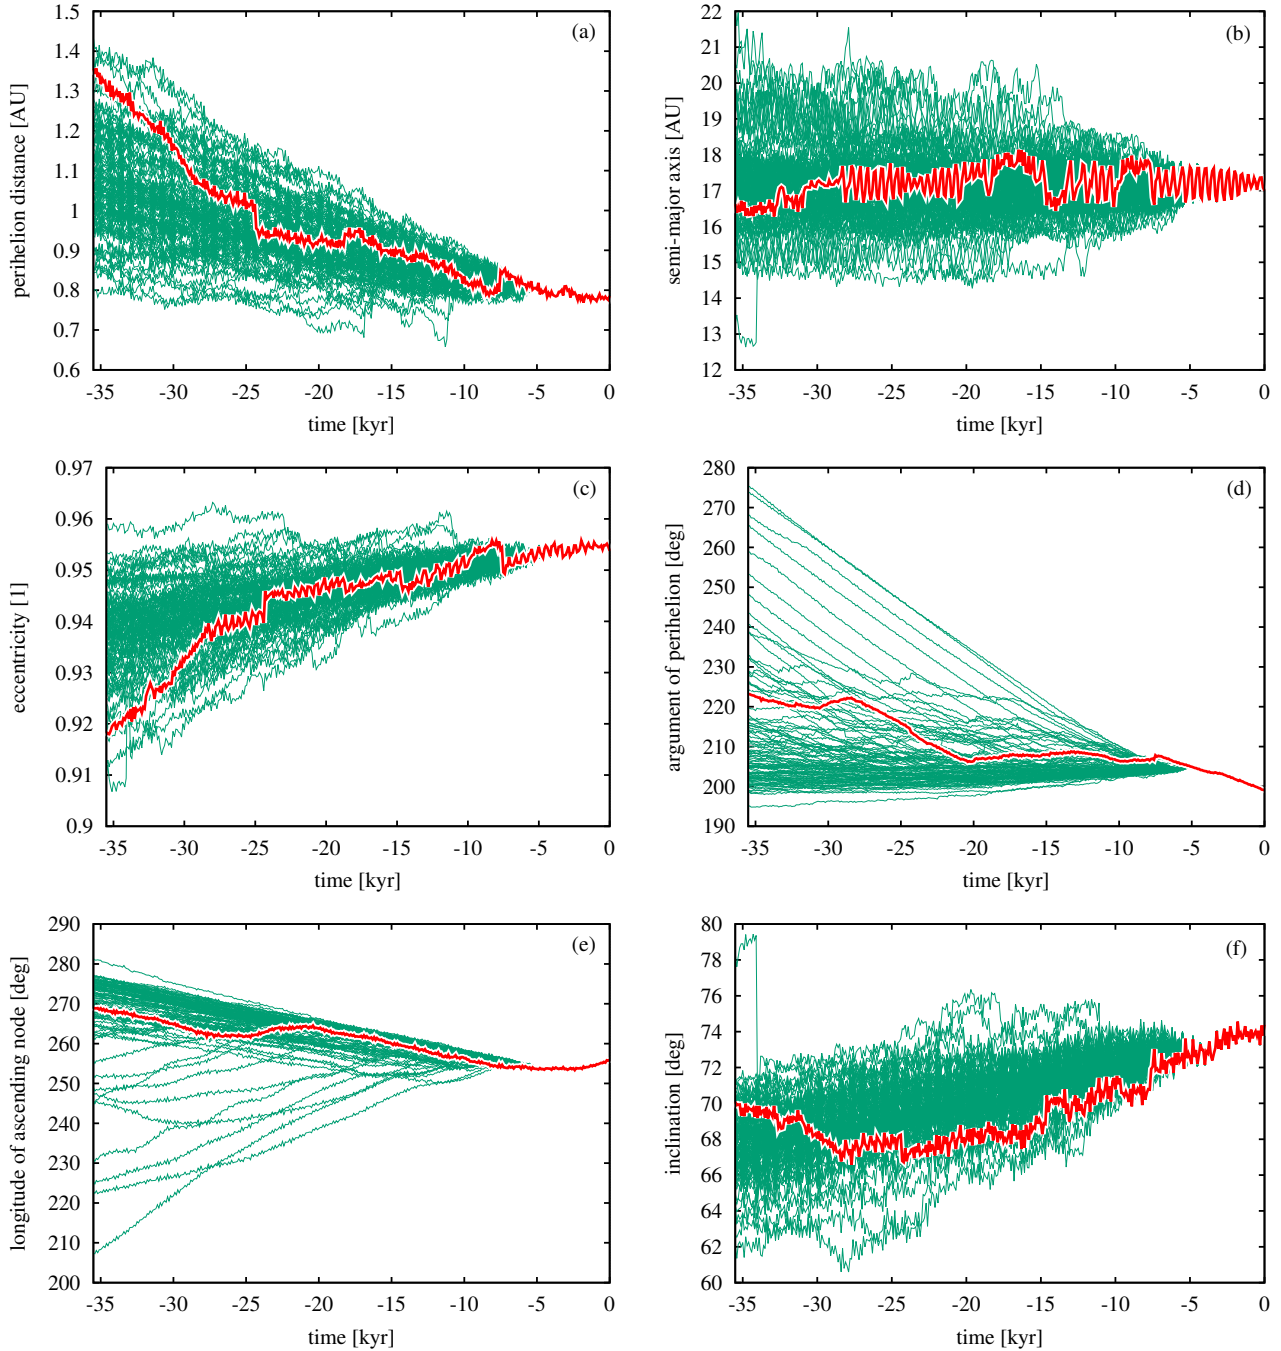 (a)
perihelion distance [AU]
1.5
1.4
1.3
1.2
1.1
1
0.9
0.8
0.7
0.6
-35 -30 -25 -20 -15 -10 -5 0
time [kyr]
(b)
semi-major axis [AU]
22
21
20
19
18
17
16
15
14
13
12
-35 -30 -25 -20 -15 -10 -5 0
time [kyr]
(c)
eccentricity [1]
0.97
0.96
0.95
0.94
0.93
0.92
0.91
0.9
-35 -30 -25 -20 -15 -10 -5 0
time [kyr]
(d)
argument of perihelion [deg]
280
270
260
250
240
230
220
210
200
190
-35 -30 -25 -20 -15 -10 -5 0
time [kyr]
(e)
longitude of ascending node [deg]
290
280
270
260
250
240
230
220
210
200
-35 -30 -25 -20 -15 -10 -5 0
time [kyr]
(f)
inclination [deg]
80
78
76
74
72
70
68
66
64
62
60
-35 -30 -25 -20 -15 -10 -5 0
time [kyr]